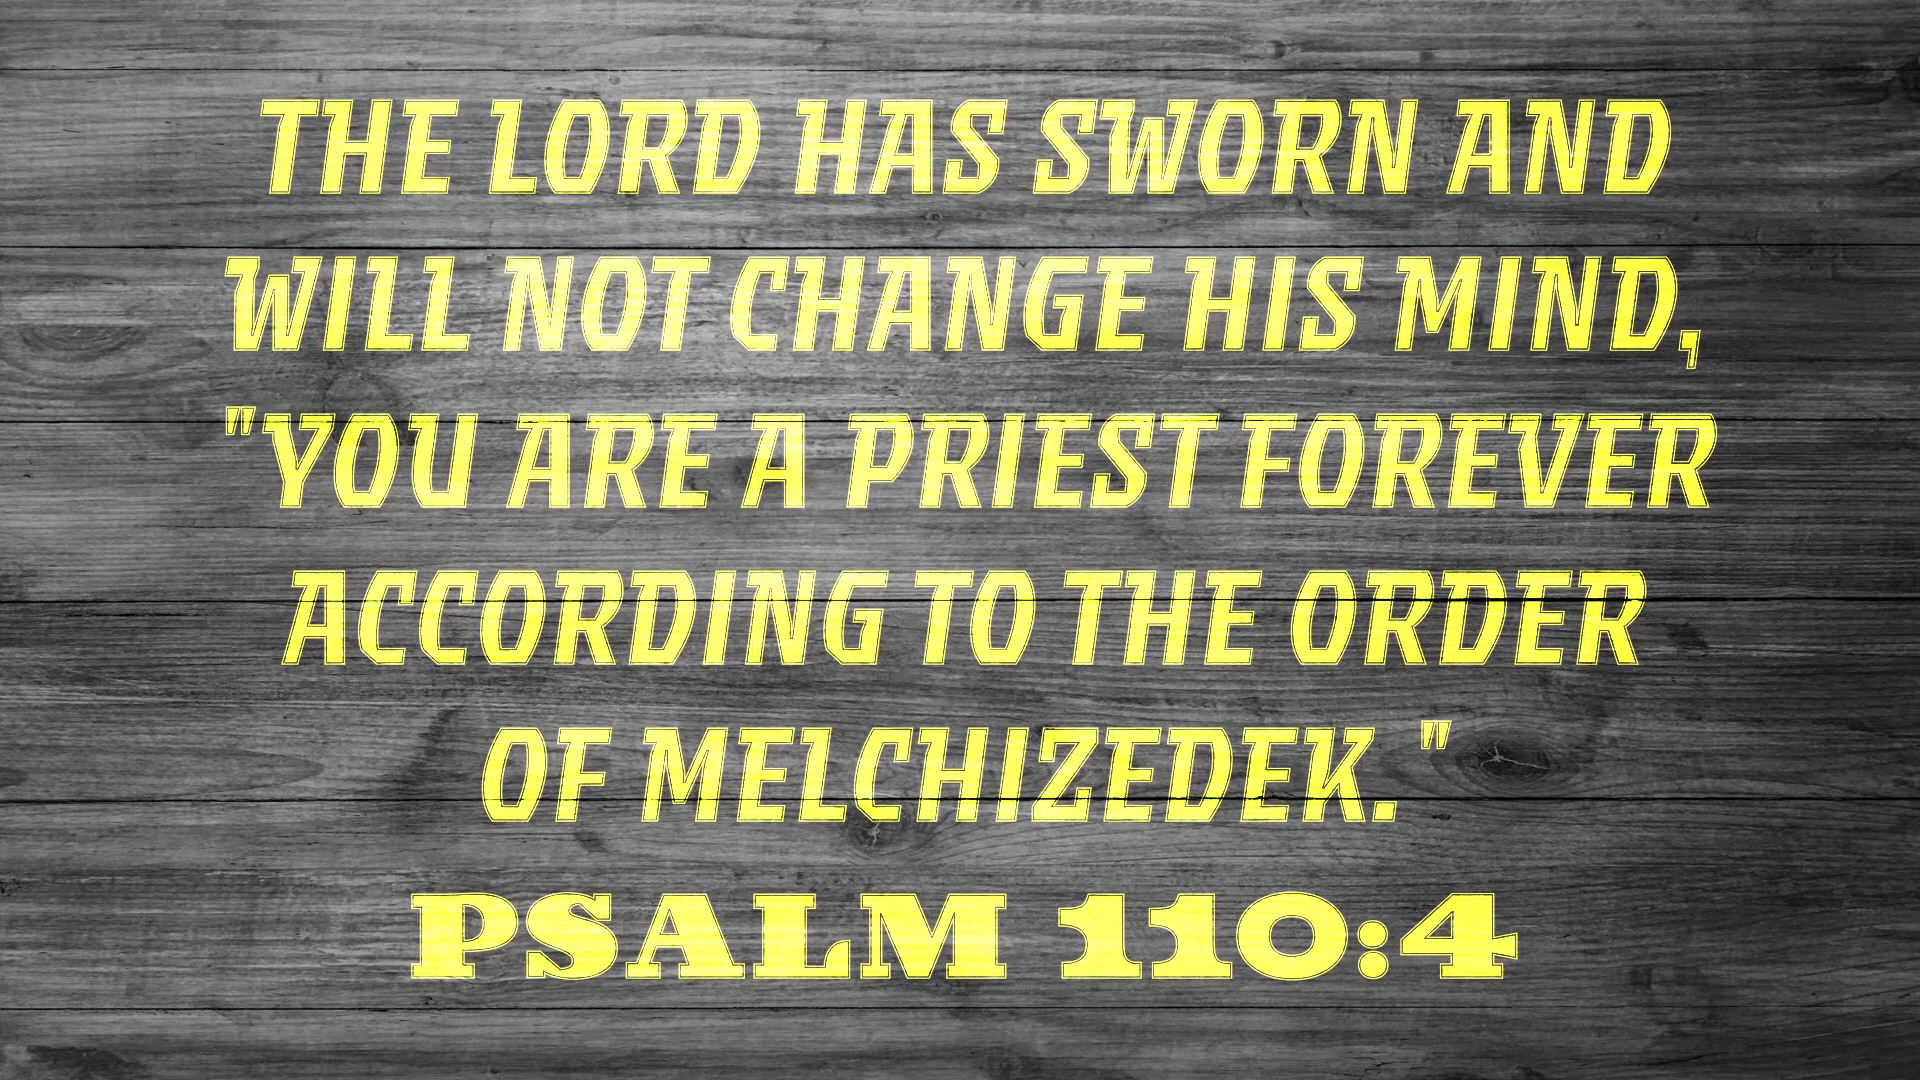 THE LORD HAS SWORN AND
WILL NOT CHANGE HIS MIND,
"YOU ARE A PRIEST FOREVER
ACCORDING TO THE ORDER
OF MELCHIZEDEK. "
PSALM 110:4